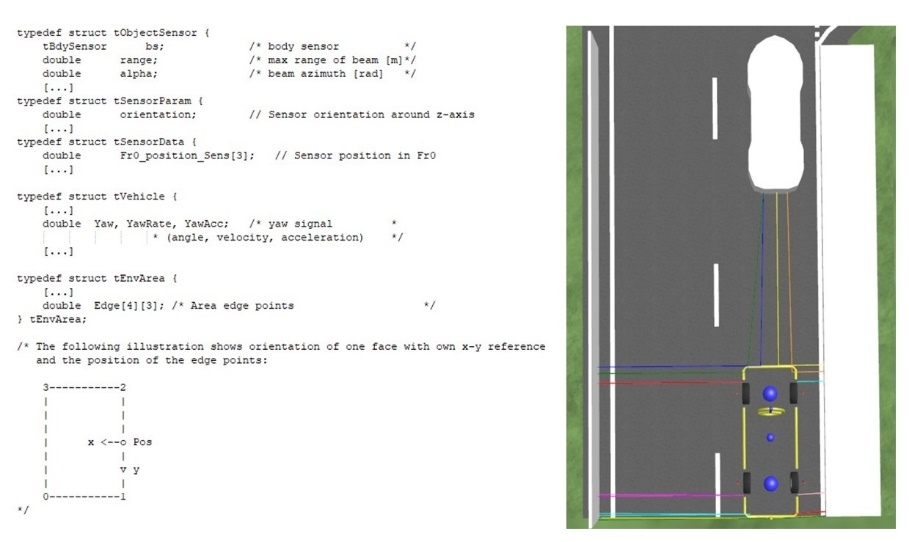 typedef struct tObjectSensor {
    tBdySensor      bs;             /* body sensor          */
    double      range;              /* max range of beam [m]*/
    double      alpha;              /* beam azimuth [rad]   */
    [...]
typedef struct tSensorParam {
    double      orientation;        // Sensor orientation around z-axis
    [...]
typedef struct tSensorData {
    double      Fr0_position_Sens[3];   // Sensor position in Fr0
    [...]
typedef struct tVehicle {
    [...]
    double  Yaw, YawRate, YawAcc;   /* yaw signal           *
                     * (angle, velocity, acceleration)    */
    [...]
typedef struct tEnvArea {
    [...]
    double  Edge[4][3]; /* Area edge points                    */
} tEnvArea;
/* The following illustration shows orientation of one face with own x-y reference
   and the position of the edge points:
    3-----------2
    |           |
    |           |
    |           |
    |     x <--o Pos
    |           |
    |           v y
    |           |
    0-----------1
*/